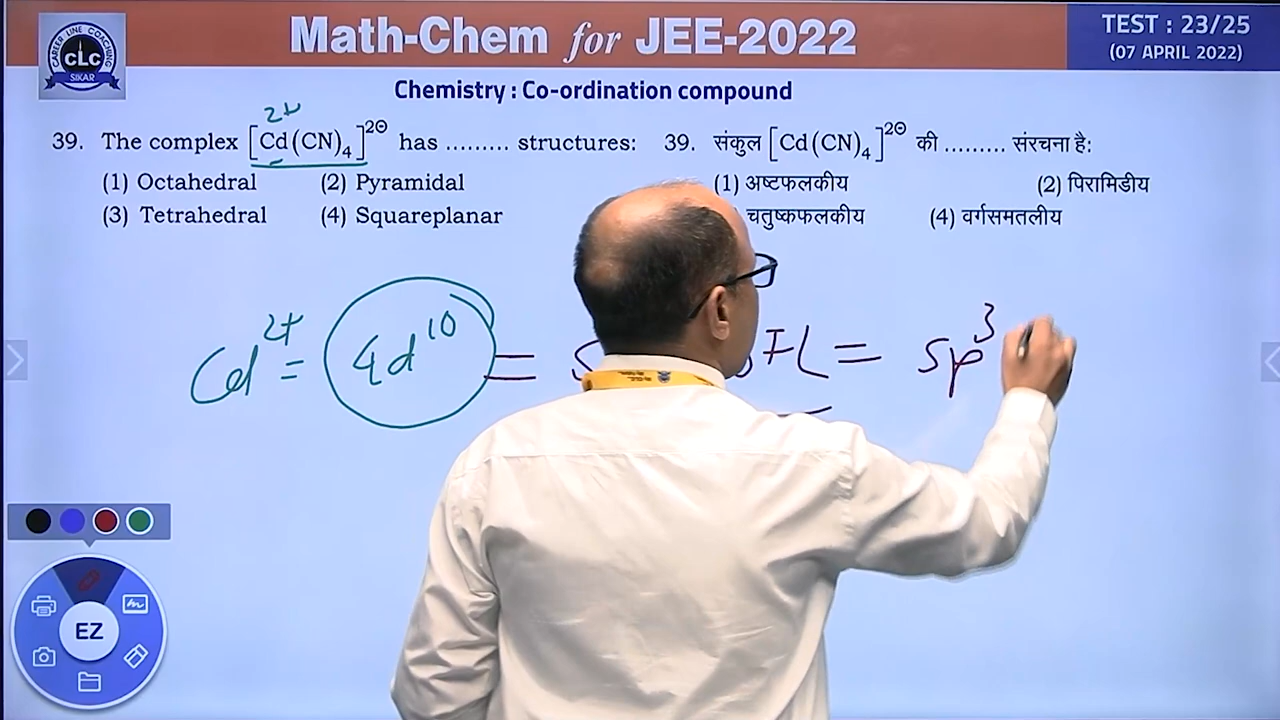 CAREER LINE COACHING
CLC
SIKAR
Math-Chem for JEE-2022
TEST : 23/25
(07 APRIL 2022)
Chemistry : Co-ordination compound
2+
39. The complex [Cd(CN)₄]²⊖ has ......... structures:
(1) Octahedral (2) Pyramidal
(3) Tetrahedral (4) Squareplanar
39. संकुल [Cd(CN)₄]²⊖ की ......... संरचना है:
(1) अष्टफलकीय (2) पिरामिडीय
चतुष्कफलकीय (4) वर्गसमतलीय
Cd²⁺ = 4d¹⁰ = = sp³
EZ